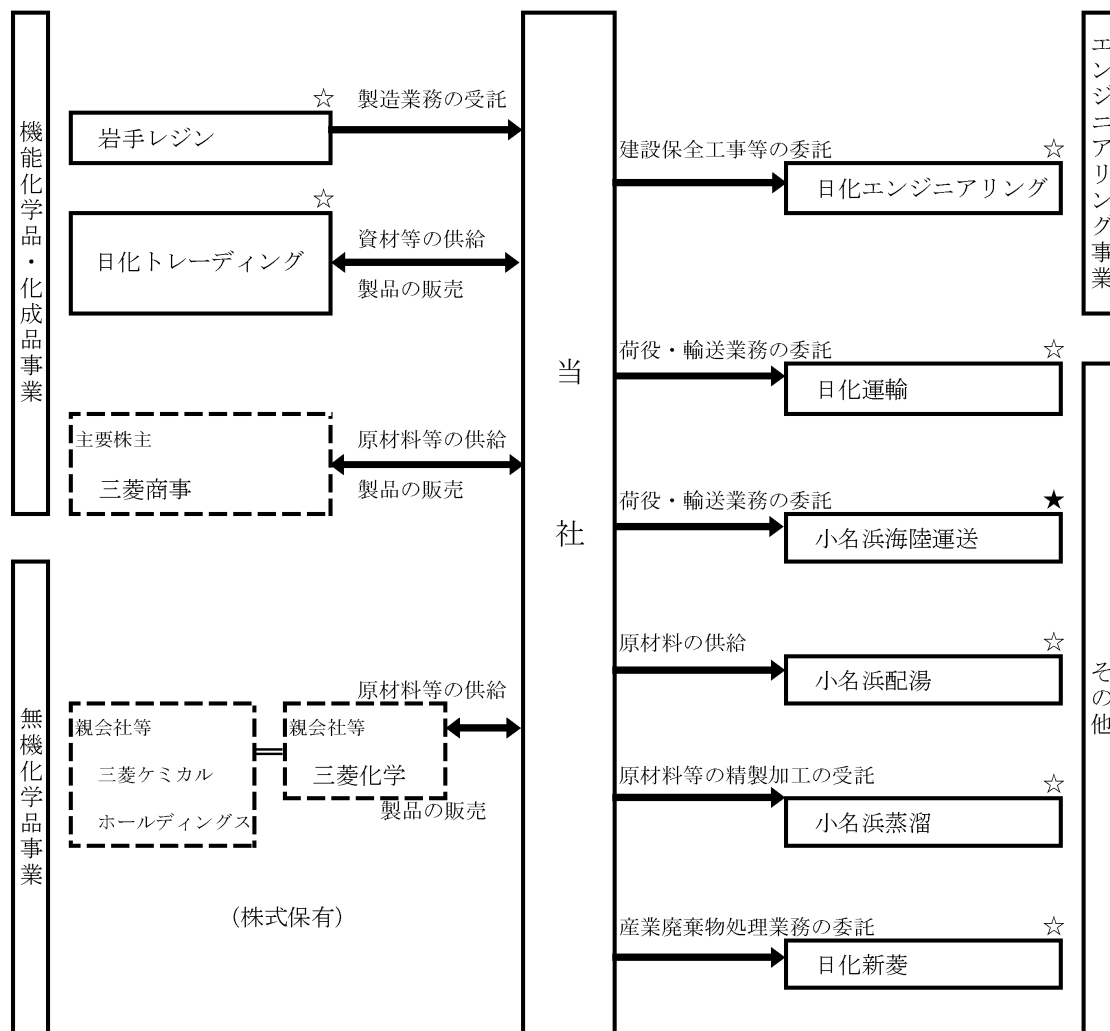 機能化学品・化成品事業
☆
製造業務の受託
岩手レジン
☆
日化トレーディング
資材等の供給
製品の販売
主要株主
三菱商事
原材料等の供給
製品の販売
無機化学品事業
親会社等
三菱ケミカル
ホールディングス
親会社等
三菱化学
原材料等の供給
製品の販売
(株式保有)
当社
エンジニアリング事業
建設保全工事等の委託
☆
日化エンジニアリング
その他
荷役・輸送業務の委託
☆
日化運輸
荷役・輸送業務の委託
★
小名浜海陸運送
原材料の供給
☆
小名浜配湯
原材料等の精製加工の受託
☆
小名浜蒸溜
産業廃棄物処理業務の委託
☆
日化新菱